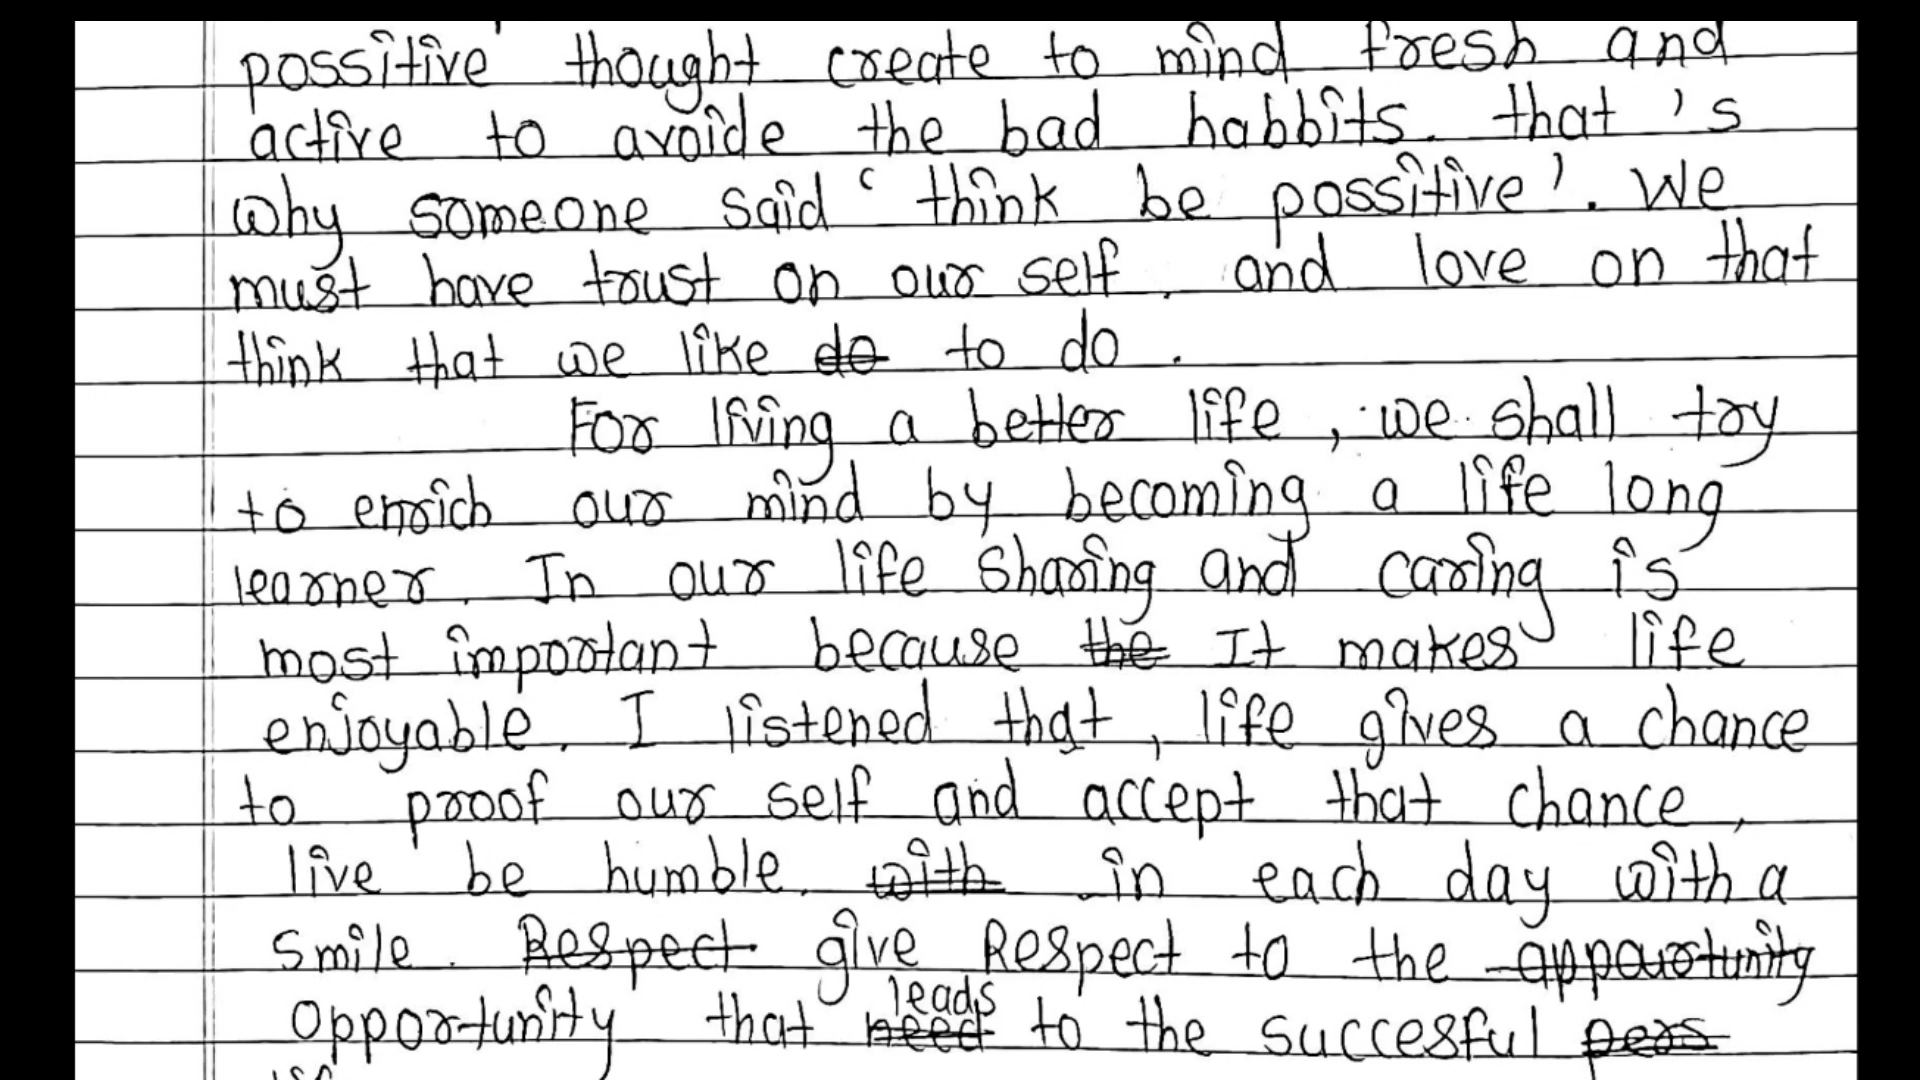 possitive thought create to mind fresh and
active to avoide the bad habbits. that's
why someone said 'think be possitive'. We
must have trust on our self. and love on that
think that we like do to do.
For living a better life, we shall try
to enrich our mind by becoming a life long
learner. In our life sharing and caring is
most important because the It makes life
enjoyable. I listened that, life gives a chance
to proof our self and accept that chance,
live be humble. with in each day with a
smile. Respect give Respect to the appourtunity
leads
opportunity that need to the succesful pers